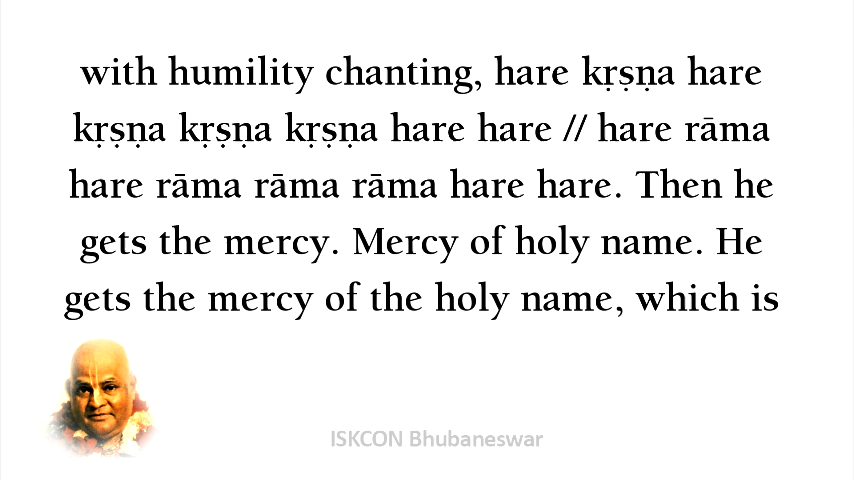 with humility chanting, hare kṛṣṇa hare
kṛṣṇa kṛṣṇa kṛṣṇa hare hare // hare rāma
hare rāma rāma rāma hare hare. Then he
gets the mercy. Mercy of holy name. He
gets the mercy of the holy name, which is
ISKCON Bhubaneswar